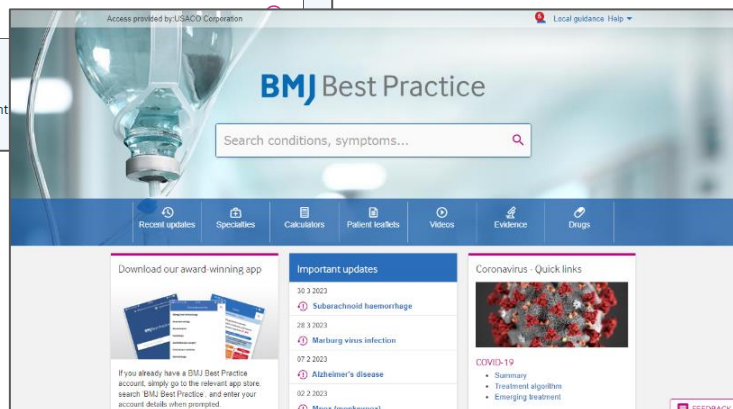 Access provided by:USACO Corporation
6
Local guidance Help
nt
BMJ Best Practice
Search conditions, symptoms...
Recent updates
Specialties
Calculators
Patient leaflets
Videos
Evidence
Drugs
Download our award-winning app
If you already have a BMJ Best Practice
account, simply go to the relevant app store,
search 'BMJ Best Practice', and enter your
account details when prompted.
Important updates
30 3 2023
Subarachnoid haemorrhage
28 3 2023
Marburg virus infection
07 2 2023
Alzheimer's disease
02 2 2023
Mpox (monkeypox)
Coronavirus - Quick links
COVID-19
Summary
Treatment algorithm
Emerging treatment
FEEDBACK